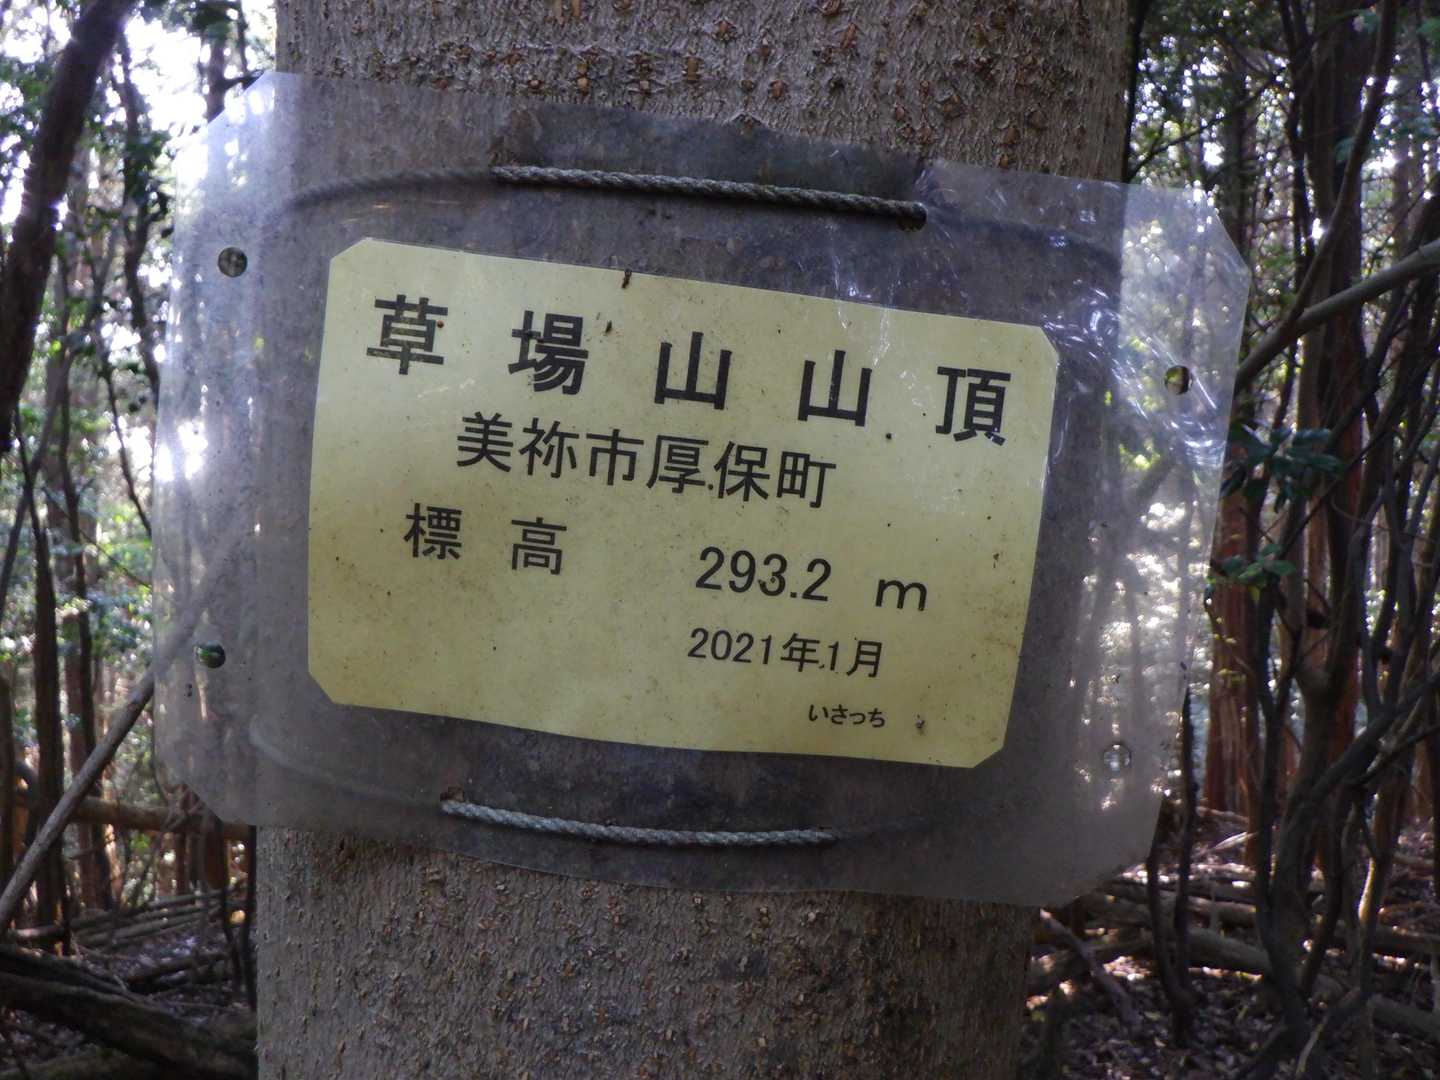 草場山山頂
美祢市厚保町
標高 293.2 m
2021年1月
いさっち